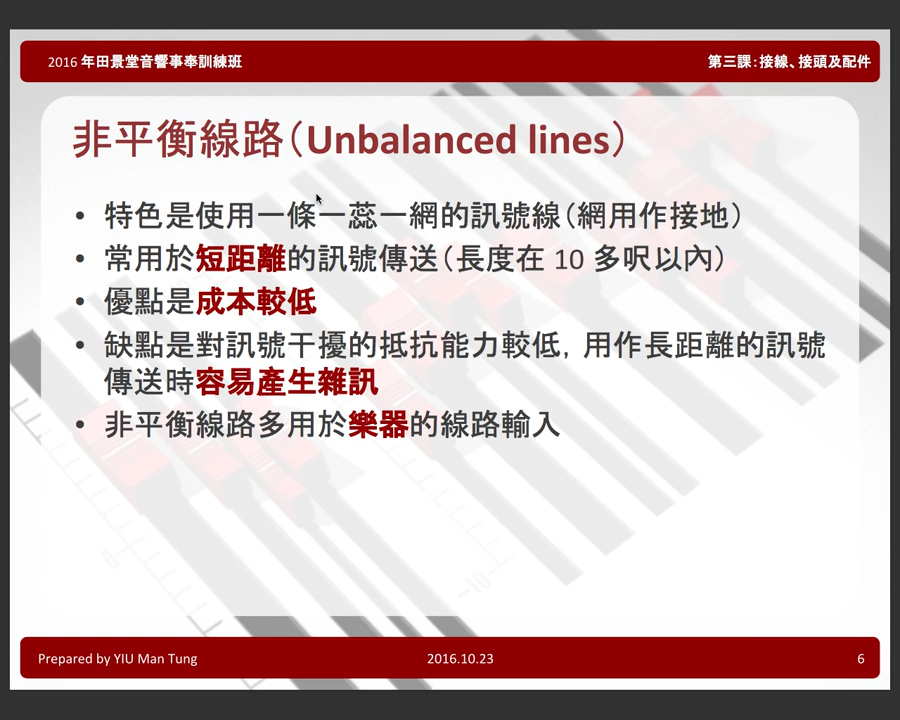 2016 年田景堂音響事奉訓練班
第三課：接線、接頭及配件
非平衡線路（Unbalanced lines）
• 特色是使用一條一蕊一網的訊號線（網用作接地）
• 常用於短距離的訊號傳送（長度在 10 多呎以內）
• 優點是成本較低
• 缺點是對訊號干擾的抵抗能力較低，用作長距離的訊號
傳送時容易產生雜訊
• 非平衡線路多用於樂器的線路輸入
Prepared by YIU Man Tung
2016.10.23
6